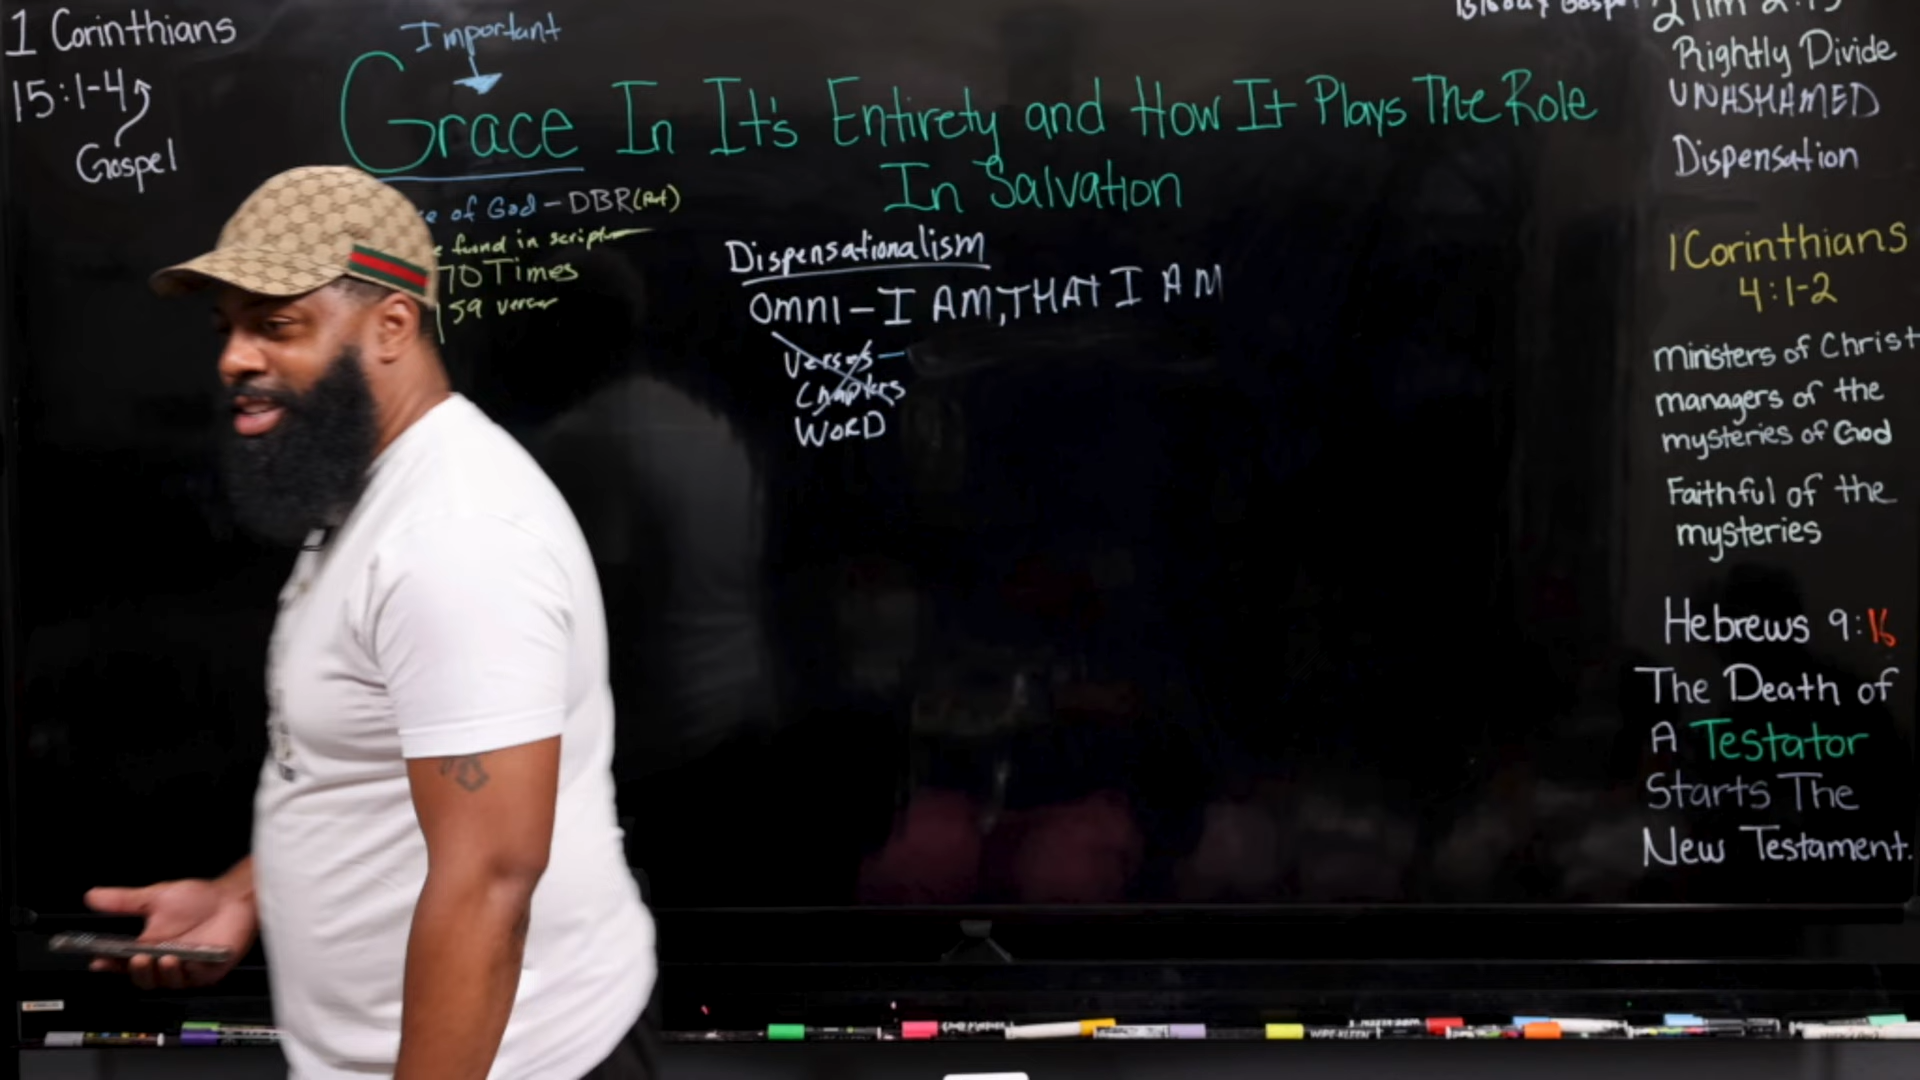 1 Corinthians
15:1-4
Gospel
Important
Grace In It's Entirety and How It Plays The Role
In Salvation
of God - DBR
fund in
70 Times
59
Dispensationalism
Omni - I AM, THAT I AM
Verses -
Chapters
WORD
2 Tim 2:15
Rightly Divide
UNASHAMED
Dispensation
1 Corinthians
4:1-2
ministers of Christ
managers of the
mysteries of God
Faithful of the
mysteries
Hebrews 9:16
The Death of
A Testator
Starts The
New Testament.